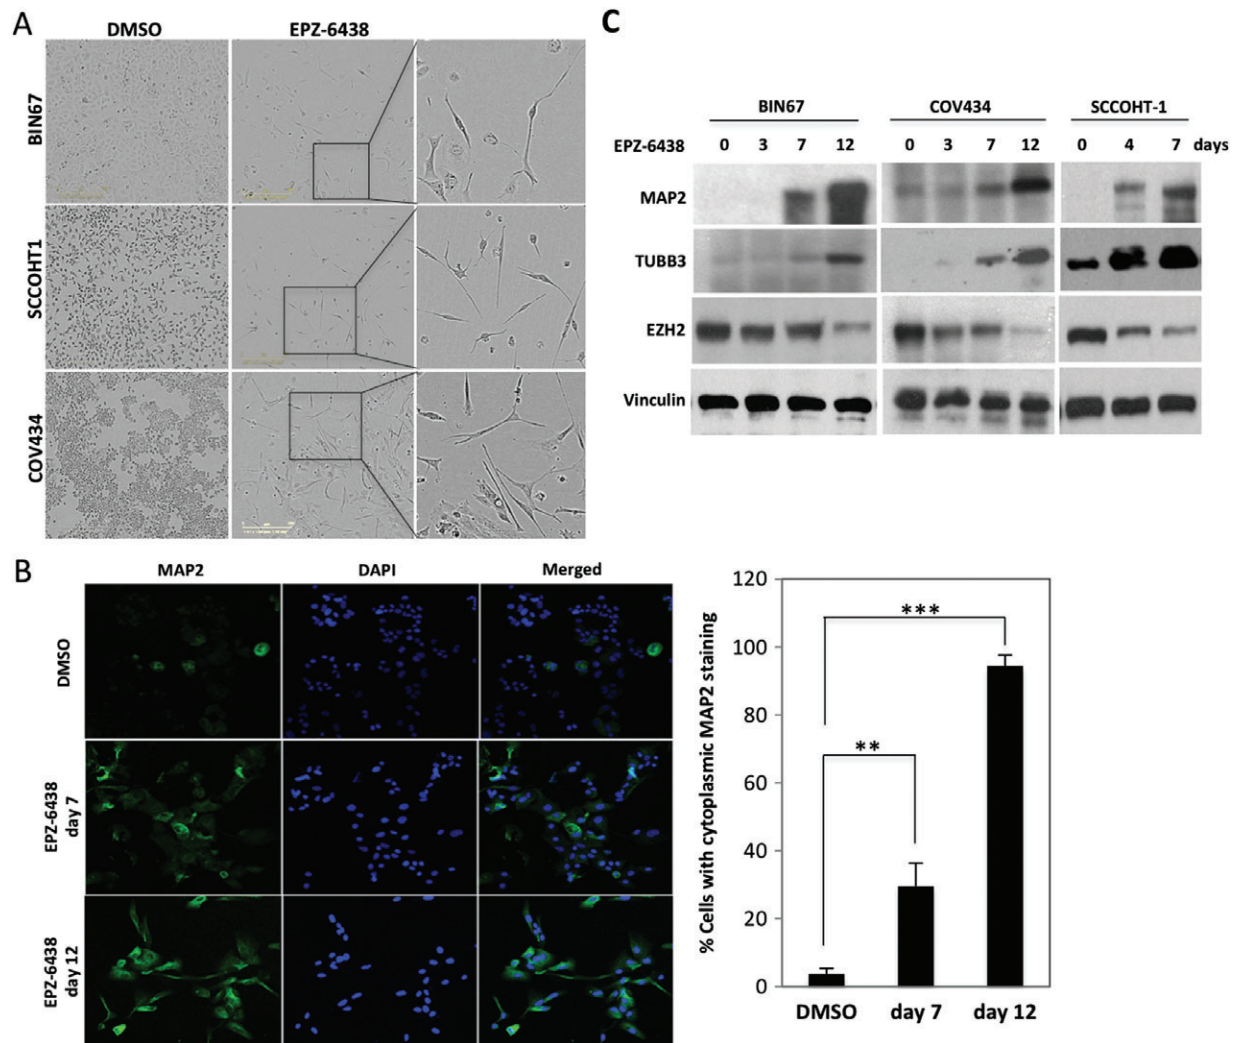 A
DMSO
EPZ-6438
BIN67
SCCOHT1
COV434
C
BIN67
COV434
SCCOHT-1
EPZ-6438
0 3 7 12
0 3 7 12
0 4 7 days
MAP2
TUBB3
EZH2
Vinculin
B
MAP2
DAPI
Merged
DMSO
EPZ-6438
day 7
EPZ-6438
day 12
% Cells with cytoplasmic MAP2 staining
120
100
80
60
40
20
0
***
**
DMSO
day 7
day 12